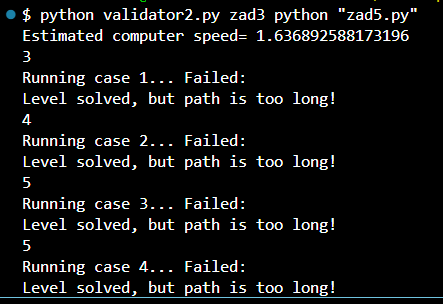 $ python validator2.py zad3 python "zad5.py"
Estimated computer speed= 1.636892588173196
3
Running case 1... Failed:
Level solved, but path is too long!
4
Running case 2... Failed:
Level solved, but path is too long!
5
Running case 3... Failed:
Level solved, but path is too long!
5
Running case 4... Failed:
Level solved, but path is too long!